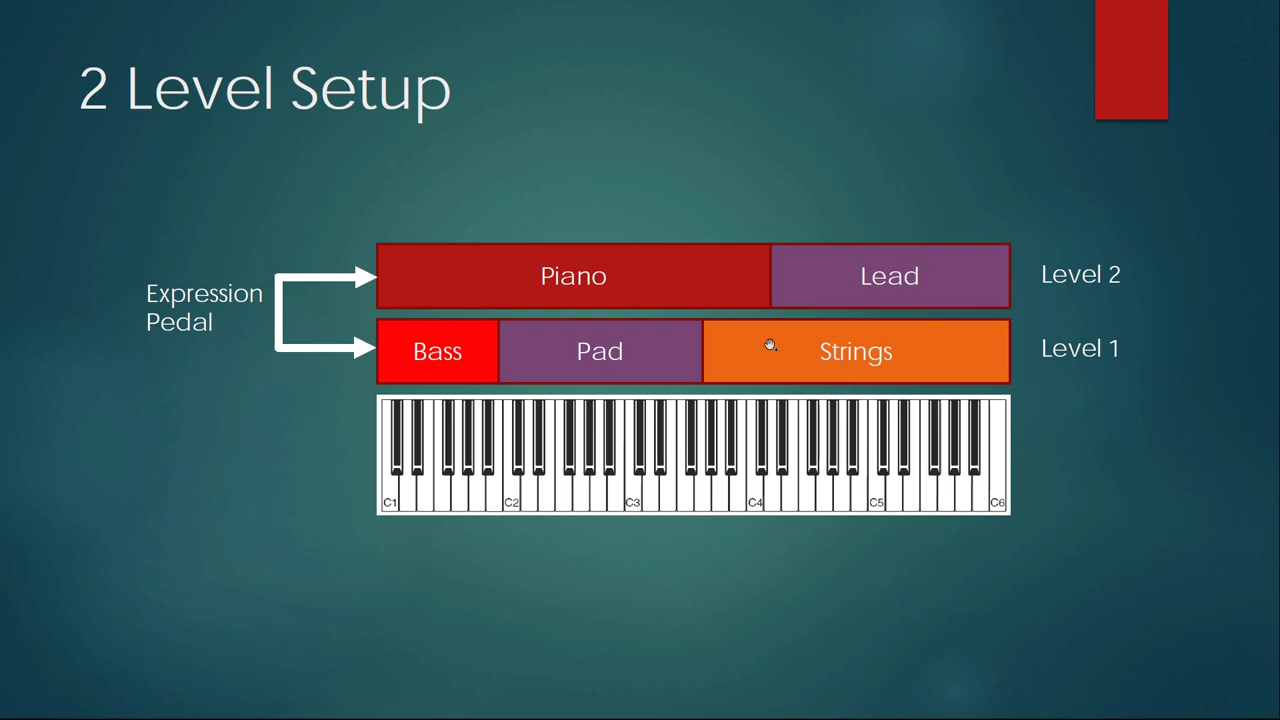 2 Level Setup
Piano
Lead
Level 2
Expression
Pedal
Bass
Pad
Strings
Level 1
C1
C2
C3
C4
C5
C6